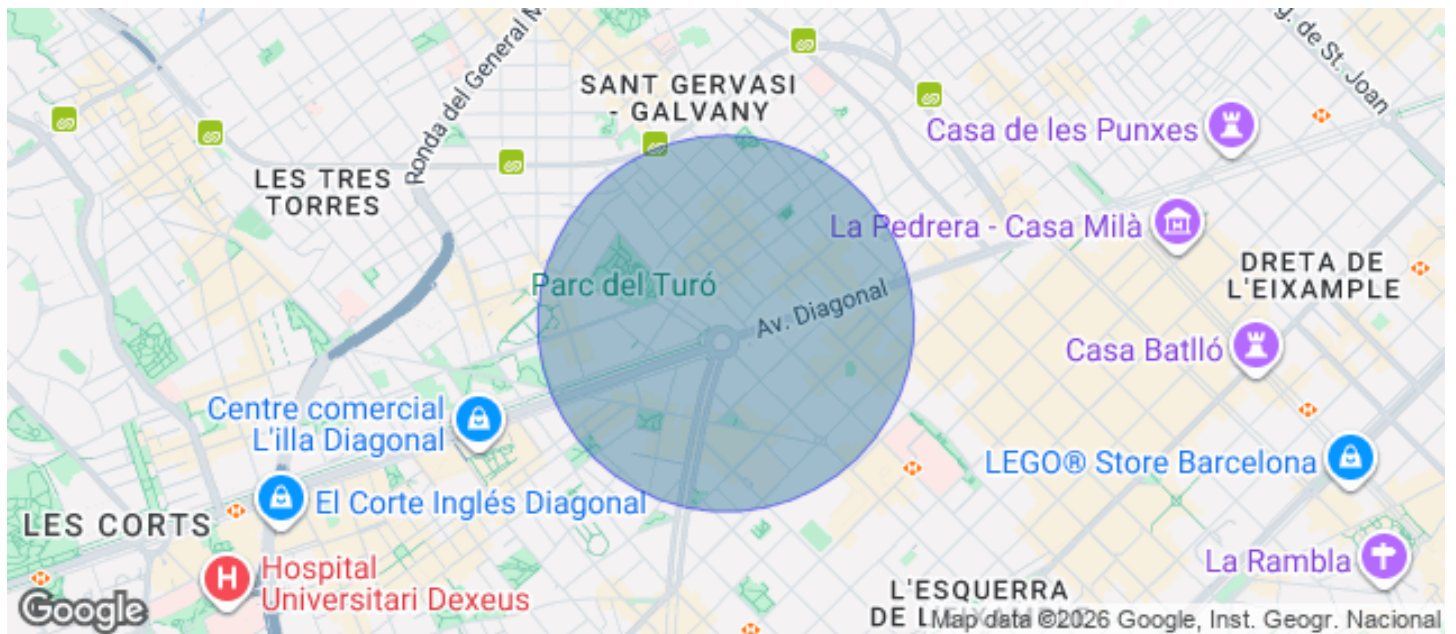 Ronda del General M
g. de St. Joan
SANT GERVASI
- GALVANY
Casa de les Punxes
LES TRES
TORRES
La Pedrera - Casa Milà
DRETA DE
L'EIXAMPLE
Parc del Turó
Av. Diagonal
Casa Batlló
Centre comercial
L'illa Diagonal
LEGO® Store Barcelona
El Corte Inglés Diagonal
LES CORTS
H
Hospital
Universitari Dexeus
La Rambla
L'ESQUERRA
DE L'EIXAMPLE
Google
Map data ©2026 Google, Inst. Geogr. Nacional